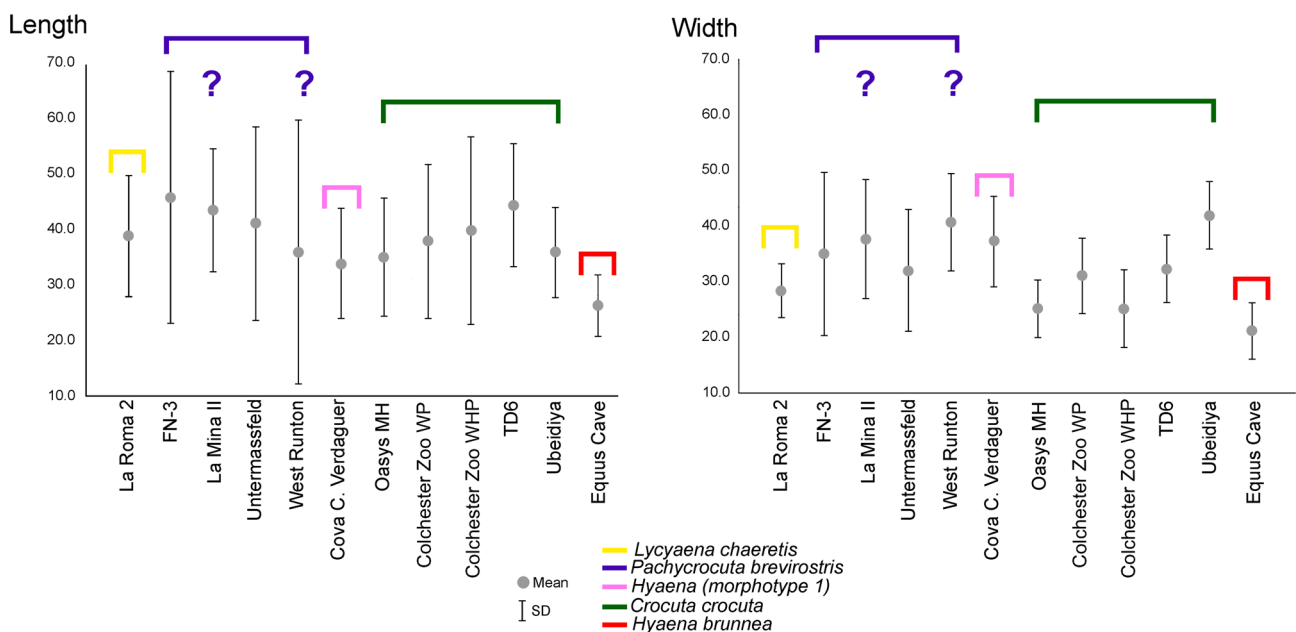 Length
70.0
60.0
50.0
40.0
30.0
20.0
10.0
? ?
La Roma 2
FN-3
La Mina II
Untermassfeld
West Runton
Cova C. Verdaguer
Oasys MH
Colchester Zoo WP
Colchester Zoo WHP
TD6
Ubeidiya
Equus Cave
Width
70.0
60.0
50.0
40.0
30.0
20.0
10.0
? ?
La Roma 2
FN-3
La Mina II
Untermassfeld
West Runton
Cova C. Verdaguer
Oasys MH
Colchester Zoo WP
Colchester Zoo WHP
TD6
Ubeidiya
Equus Cave
Mean
SD
Lycyaena chaeretis
Pachycrocuta brevirostris
Hyaena (morphotype 1)
Crocuta crocuta
Hyaena brunnea